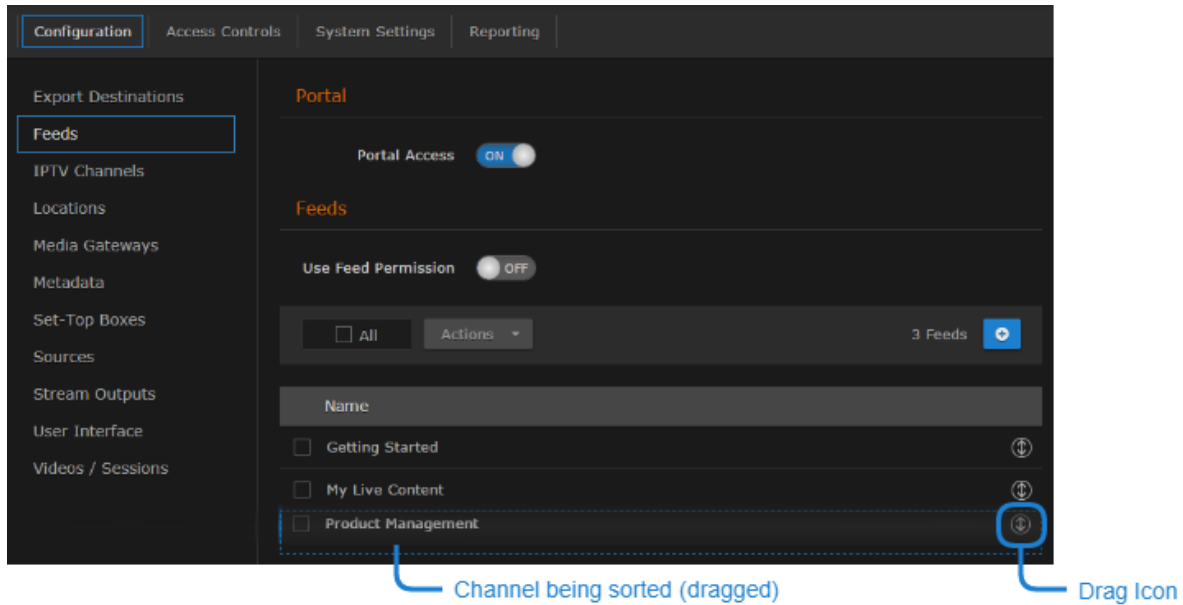 Configuration Access Controls System Settings Reporting
Export Destinations
Feeds
IPTV Channels
Locations
Media Gateways
Metadata
Set-Top Boxes
Sources
Stream Outputs
User Interface
Videos / Sessions
Portal
Portal Access ON
Feeds
Use Feed Permission OFF
All Actions 3 Feeds
Name
Getting Started
My Live Content
Product Management
Channel being sorted (dragged)
Drag Icon